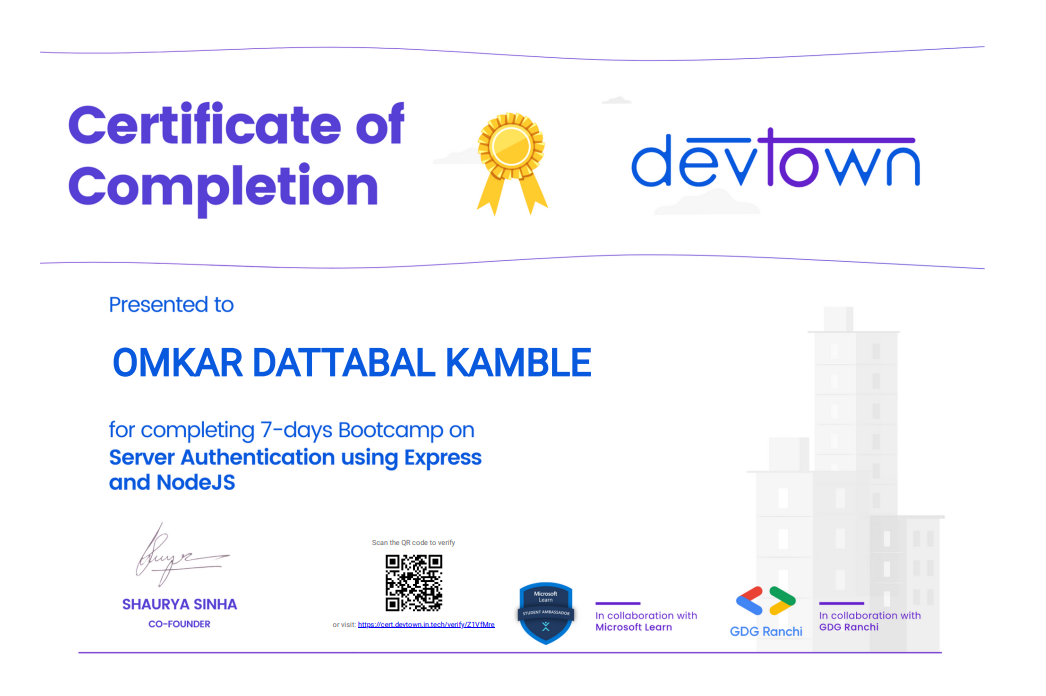 Certificate of
Completion
devtown
Presented to
OMKAR DATTABAL KAMBLE
for completing 7-days Bootcamp on
Server Authentication using Express
and NodeJS
SHAURYA SINHA
CO-FOUNDER
Scan the QR code to verify
or visit: https://cert.devtown.in.tech/verify/Z1VfMre
Microsoft
Learn
STUDENT AMBASSADOR
In collaboration with
Microsoft Learn
GDG Ranchi
In collaboration with
GDG Ranchi